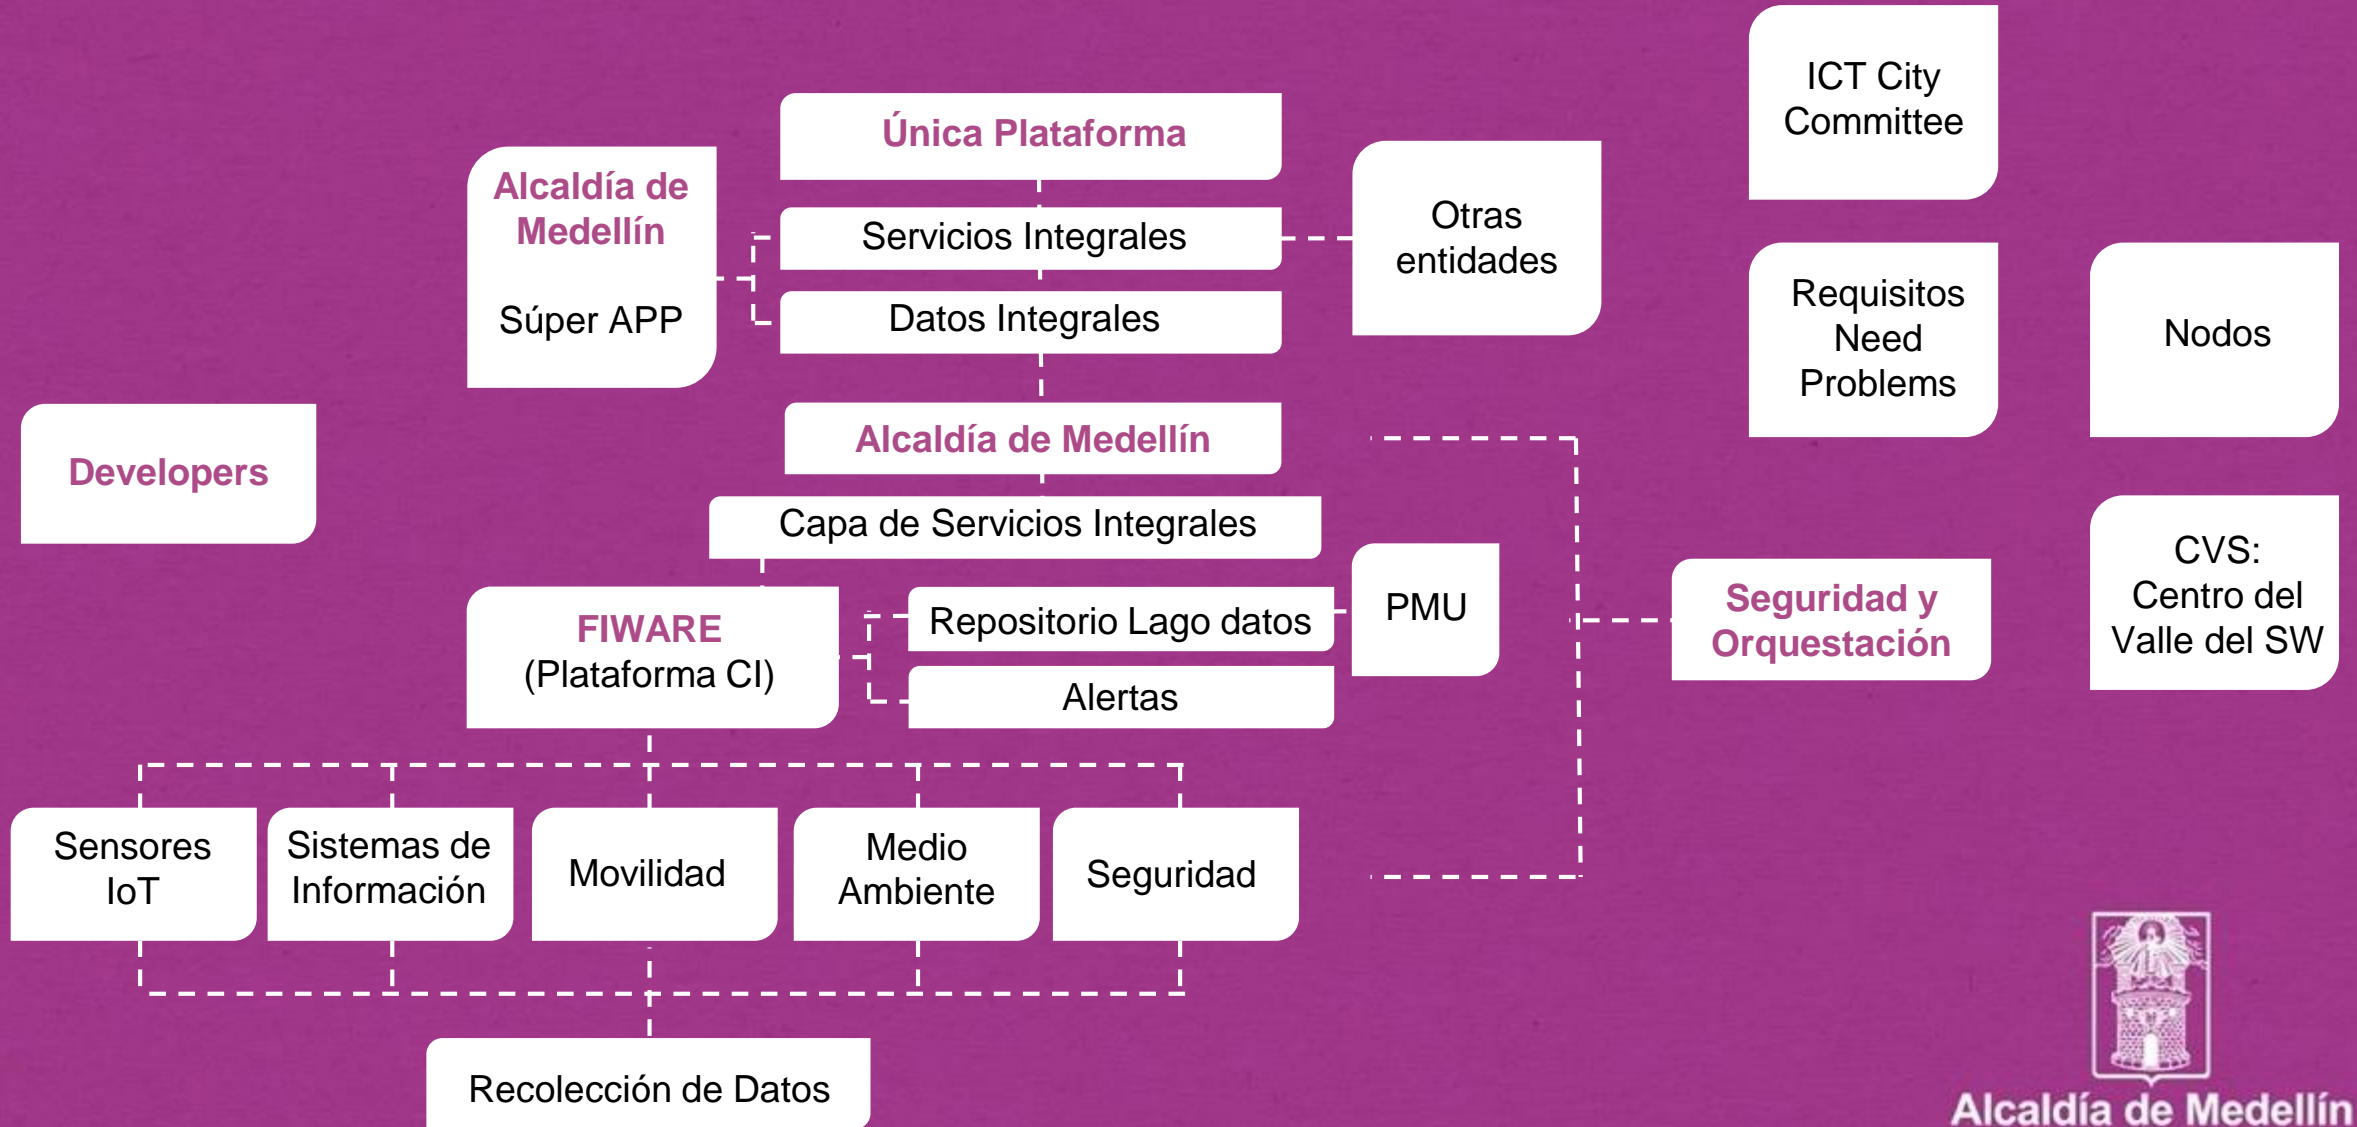 ICT City
Committee
Única Plataforma
Alcaldía de
Medellín
Súper APP
Servicios Integrales
Datos Integrales
Otras
entidades
Requisitos
Need
Problems
Nodos
Developers
Alcaldía de Medellín
Capa de Servicios Integrales
FIWARE
(Plataforma CI)
Repositorio Lago datos
Alertas
PMU
Seguridad y
Orquestación
CVS:
Centro del
Valle del SW
Sensores
IoT
Sistemas de
Información
Movilidad
Medio
Ambiente
Seguridad
Recolección de Datos
Alcaldía de Medellín